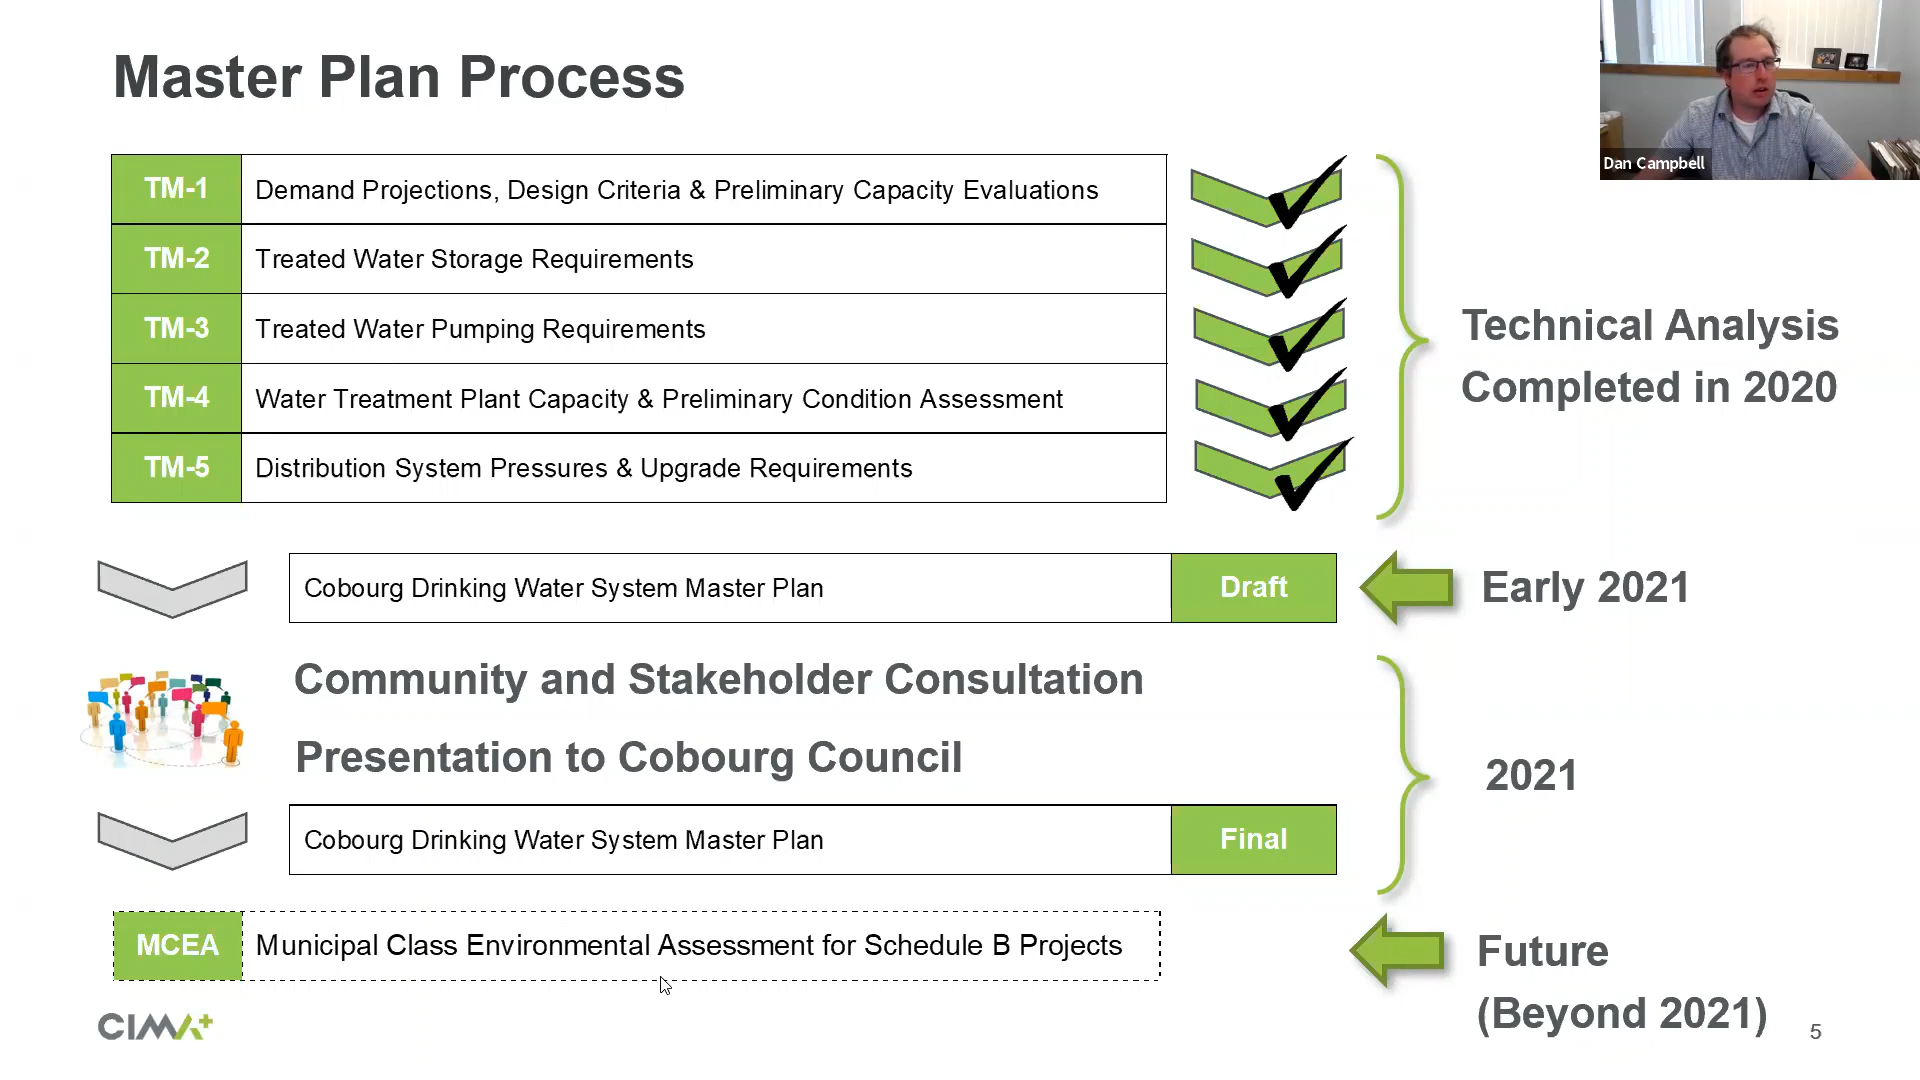 Master Plan Process
Dan Campbell
TM-1 Demand Projections, Design Criteria & Preliminary Capacity Evaluations
TM-2 Treated Water Storage Requirements
TM-3 Treated Water Pumping Requirements
TM-4 Water Treatment Plant Capacity & Preliminary Condition Assessment
TM-5 Distribution System Pressures & Upgrade Requirements
Technical Analysis
Completed in 2020
Cobourg Drinking Water System Master Plan Draft
Early 2021
Community and Stakeholder Consultation
Presentation to Cobourg Council
2021
Cobourg Drinking Water System Master Plan Final
MCEA Municipal Class Environmental Assessment for Schedule B Projects
Future
(Beyond 2021)
CIMA+
5